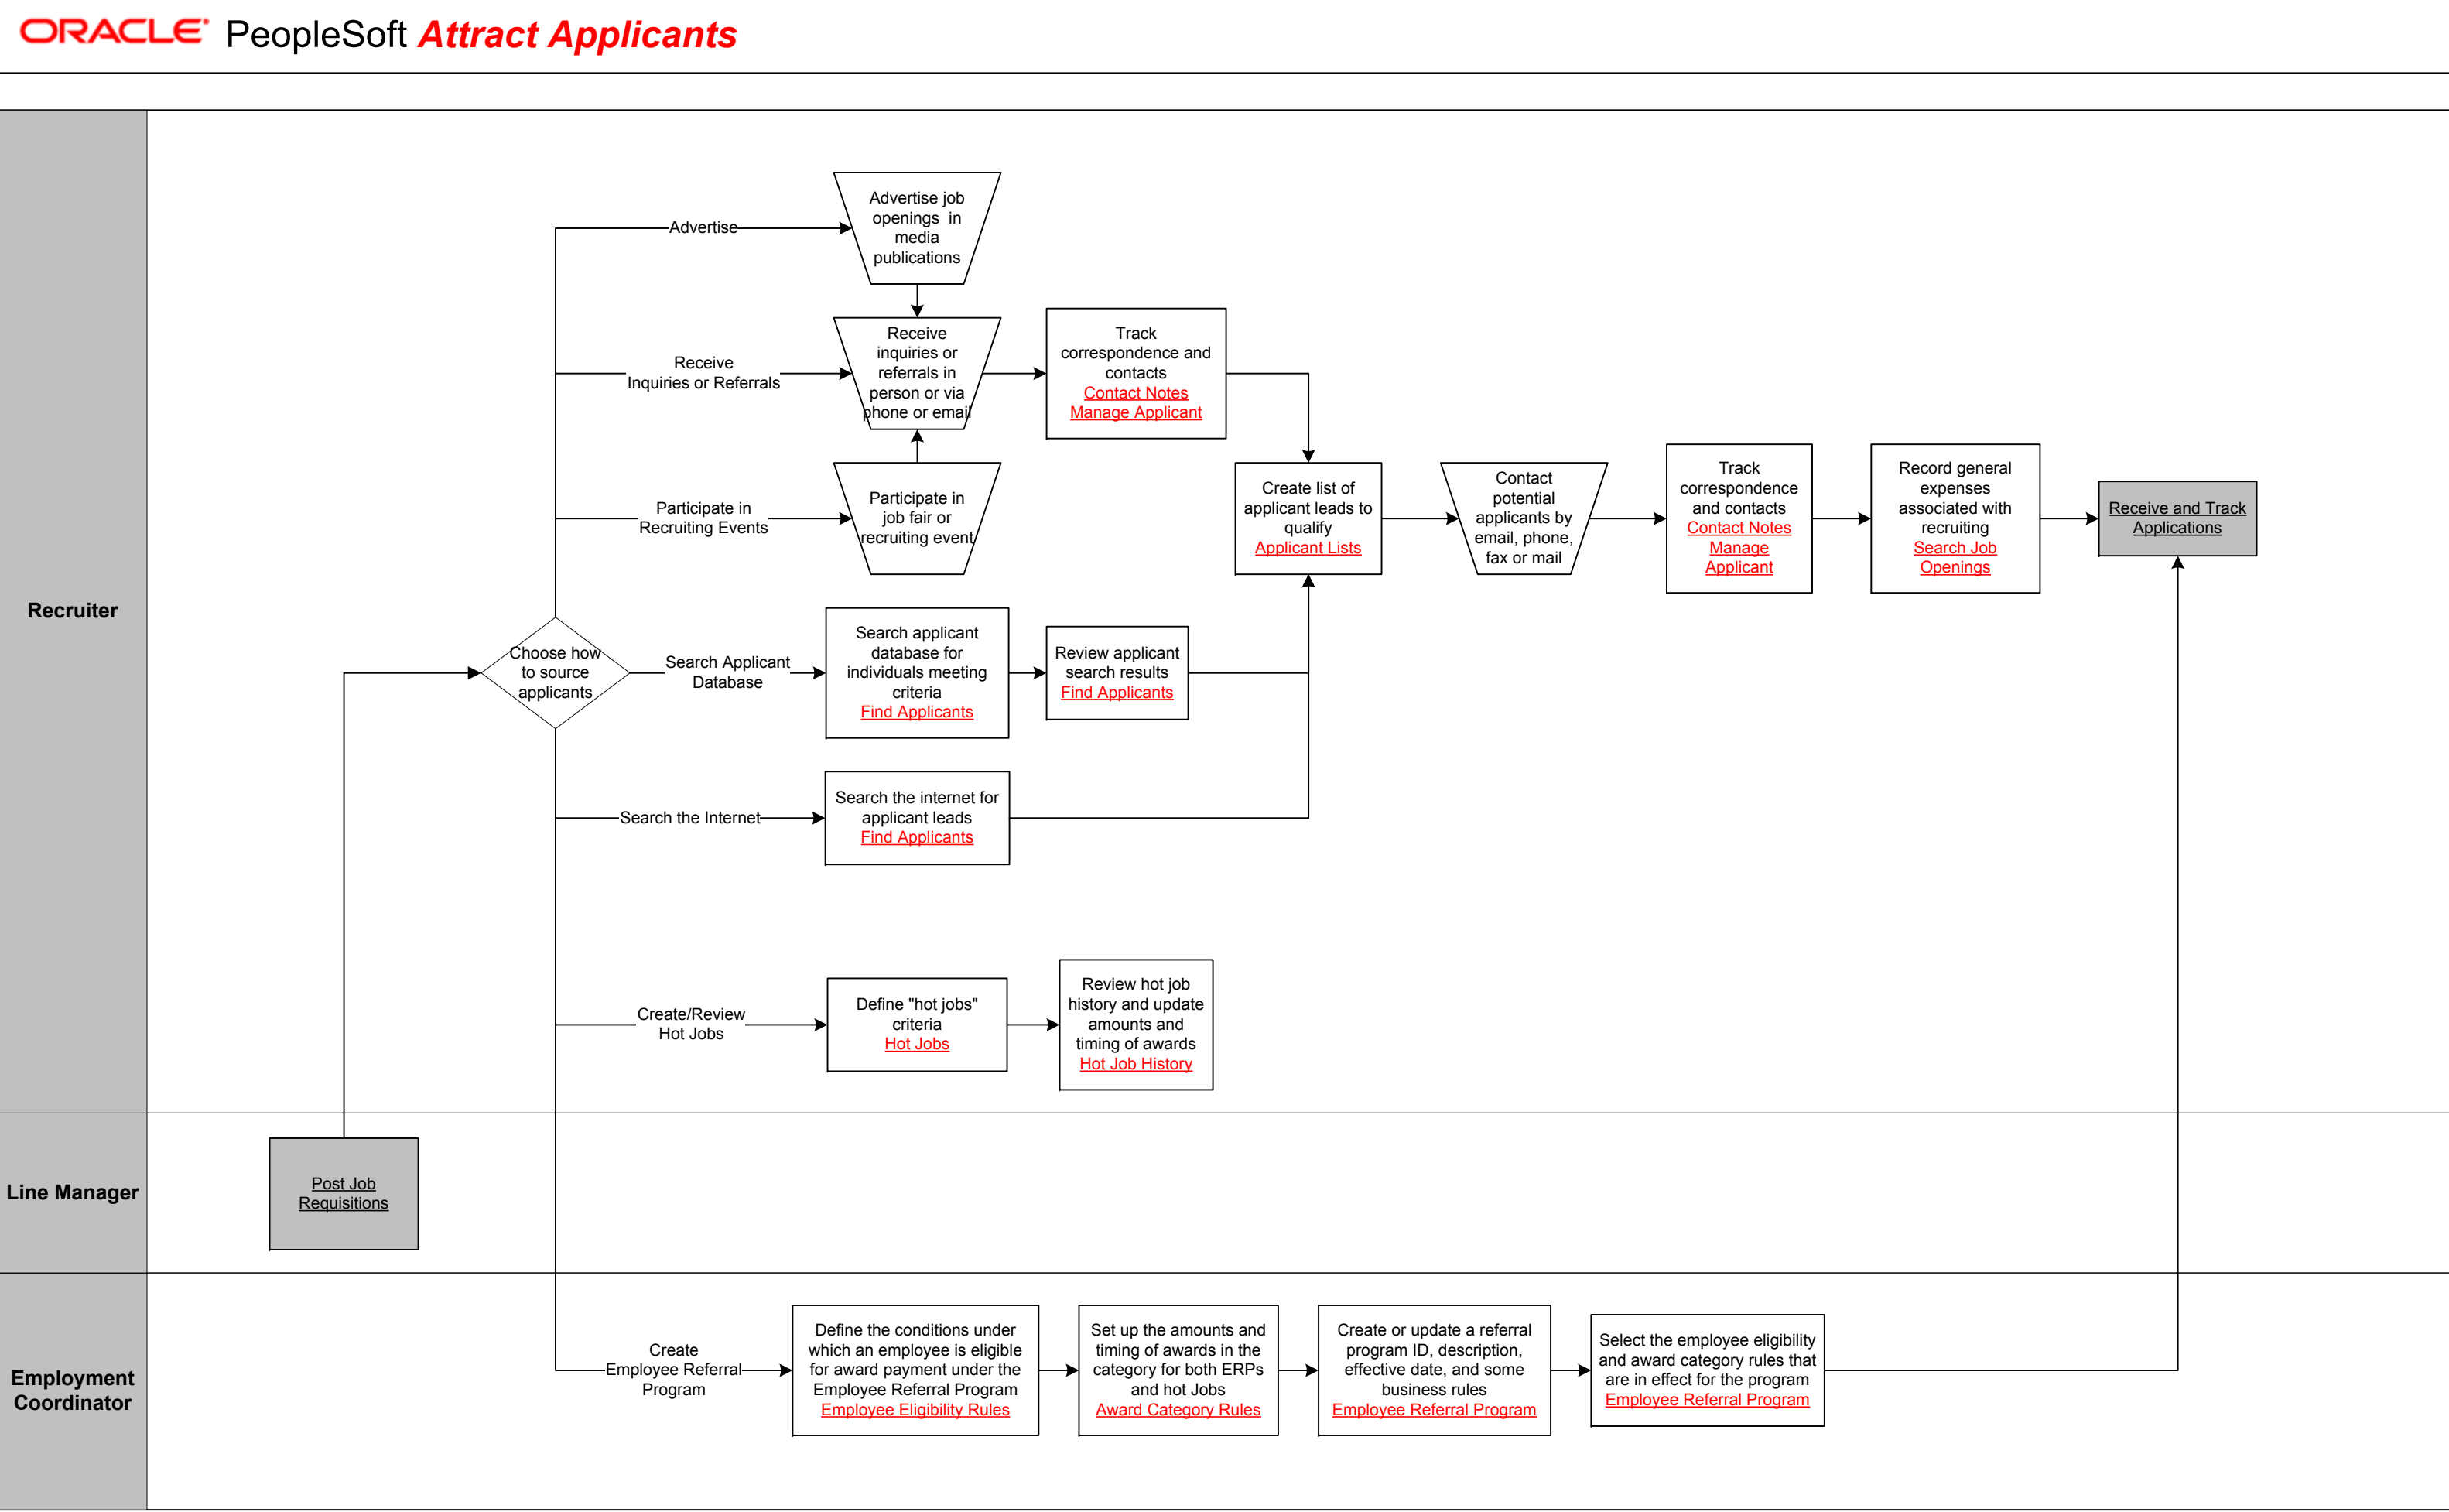 ORACLE® PeopleSoft Attract Applicants
Recruiter
Advertise
Advertise job
openings in
media
publications
Receive
Inquiries or Referrals
Receive
inquiries or
referrals in
person or via
phone or email
Track
correspondence and
contacts
Contact Notes
Manage Applicant
Participate in
Recruiting Events
Participate in
job fair or
recruiting event
Create list of
applicant leads to
qualify
Applicant Lists
Contact
potential
applicants by
email, phone,
fax or mail
Track
correspondence
and contacts
Contact Notes
Manage
Applicant
Record general
expenses
associated with
recruiting
Search Job
Openings
Receive and Track
Applications
Choose how
to source
applicants
Search Applicant
Database
Search applicant
database for
individuals meeting
criteria
Find Applicants
Review applicant
search results
Find Applicants
Search the Internet
Search the internet for
applicant leads
Find Applicants
Create/Review
Hot Jobs
Define "hot jobs"
criteria
Hot Jobs
Review hot job
history and update
amounts and
timing of awards
Hot Job History
Line Manager
Post Job
Requisitions
Employment
Coordinator
Create
Employee Referral
Program
Define the conditions under
which an employee is eligible
for award payment under the
Employee Referral Program
Employee Eligibility Rules
Set up the amounts and
timing of awards in the
category for both ERPs
and hot Jobs
Award Category Rules
Create or update a referral
program ID, description,
effective date, and some
business rules
Employee Referral Program
Select the employee eligibility
and award category rules that
are in effect for the program
Employee Referral Program